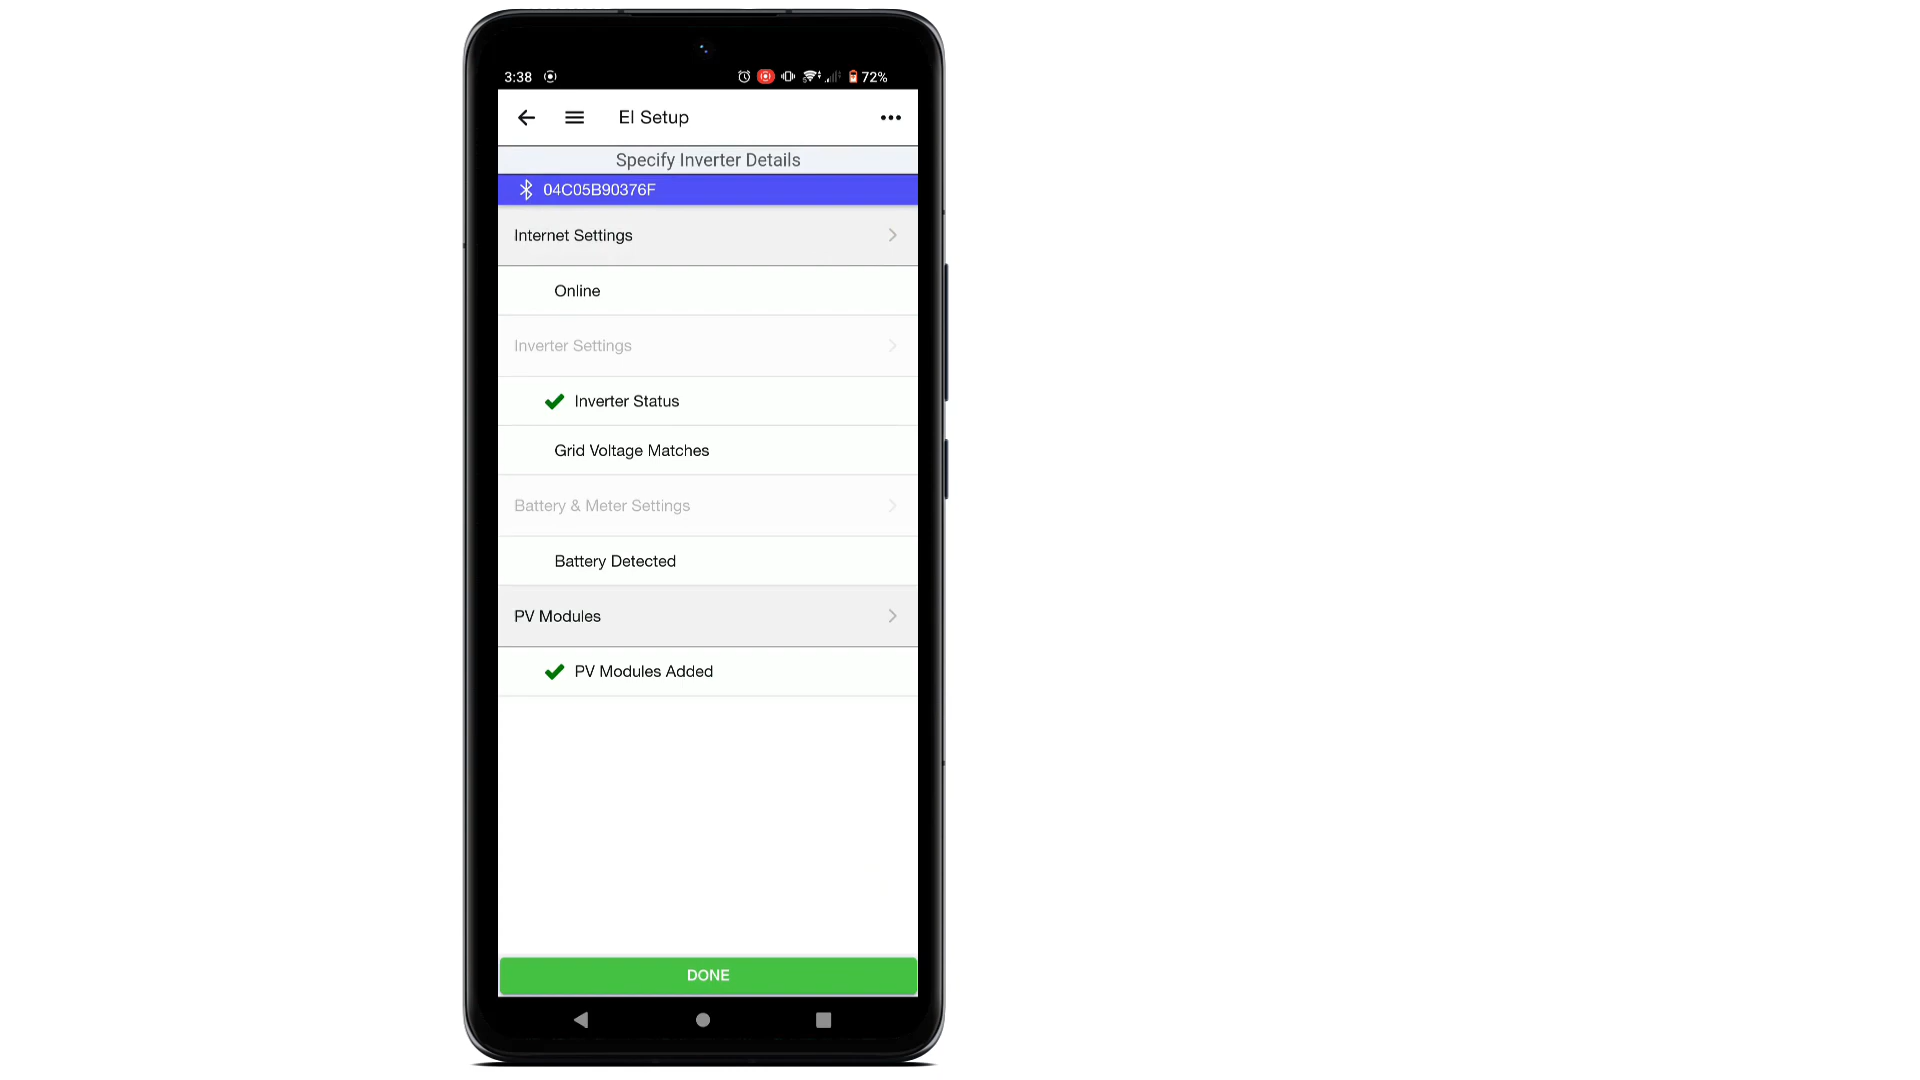 3:38
72%
EI Setup
Specify Inverter Details
04C05B90376F
Internet Settings
Online
Inverter Settings
Inverter Status
Grid Voltage Matches
Battery & Meter Settings
Battery Detected
PV Modules
PV Modules Added
DONE